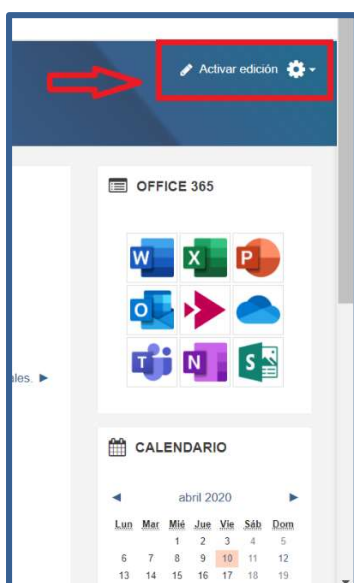 Activar edición
OFFICE 365
W X P
O
T N S
ales. ►
CALENDARIO
◄ abril 2020 ►
Lun Mar Mié Jue Vie Sáb Dom
1 2 3 4 5
6 7 8 9 10 11 12
13 14 15 16 17 18 19